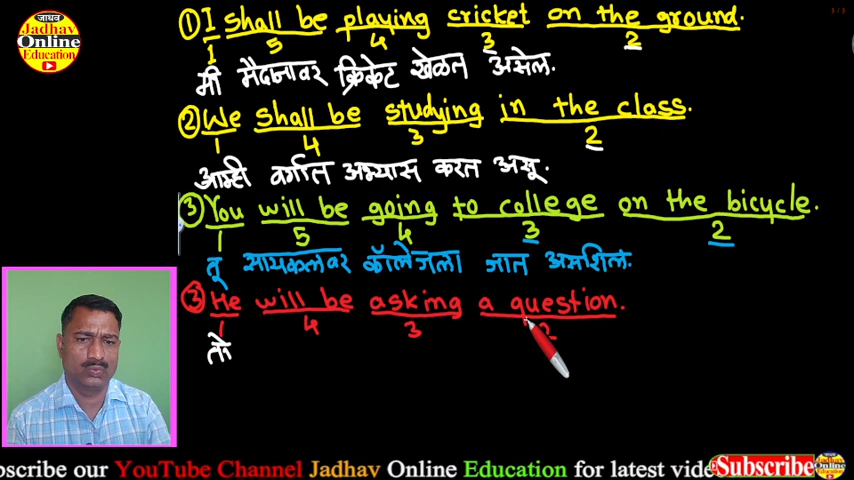 जाधव
Jadhav
Online
Education
① I shall be playing cricket on the ground.
1 5 4 3 2
मी मैदानावर क्रिकेट खेळत असेल.
② We shall be studying in the class.
1 4 3 2
आम्ही वर्गात अभ्यास करत असू.
③ You will be going to college on the bicycle.
1 5 4 3 2
तू सायकलवर कॉलेजला जात असशिल.
③ He will be asking a question.
1 4 3 2
तो
bscribe our YouTube Channel Jadhav Online Education for latest vide
Subscribe